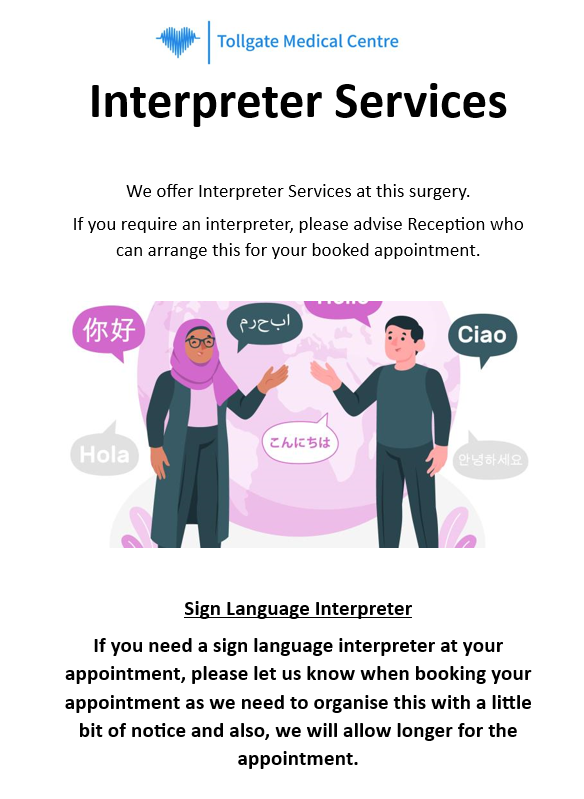 Tollgate Medical Centre
Interpreter Services
We offer Interpreter Services at this surgery.
If you require an interpreter, please advise Reception who
can arrange this for your booked appointment.
你好
ابحرم
Hello
Ciao
こんにちは
Hola
안녕하세요
Sign Language Interpreter
If you need a sign language interpreter at your
appointment, please let us know when booking your
appointment as we need to organise this with a little
bit of notice and also, we will allow longer for the
appointment.